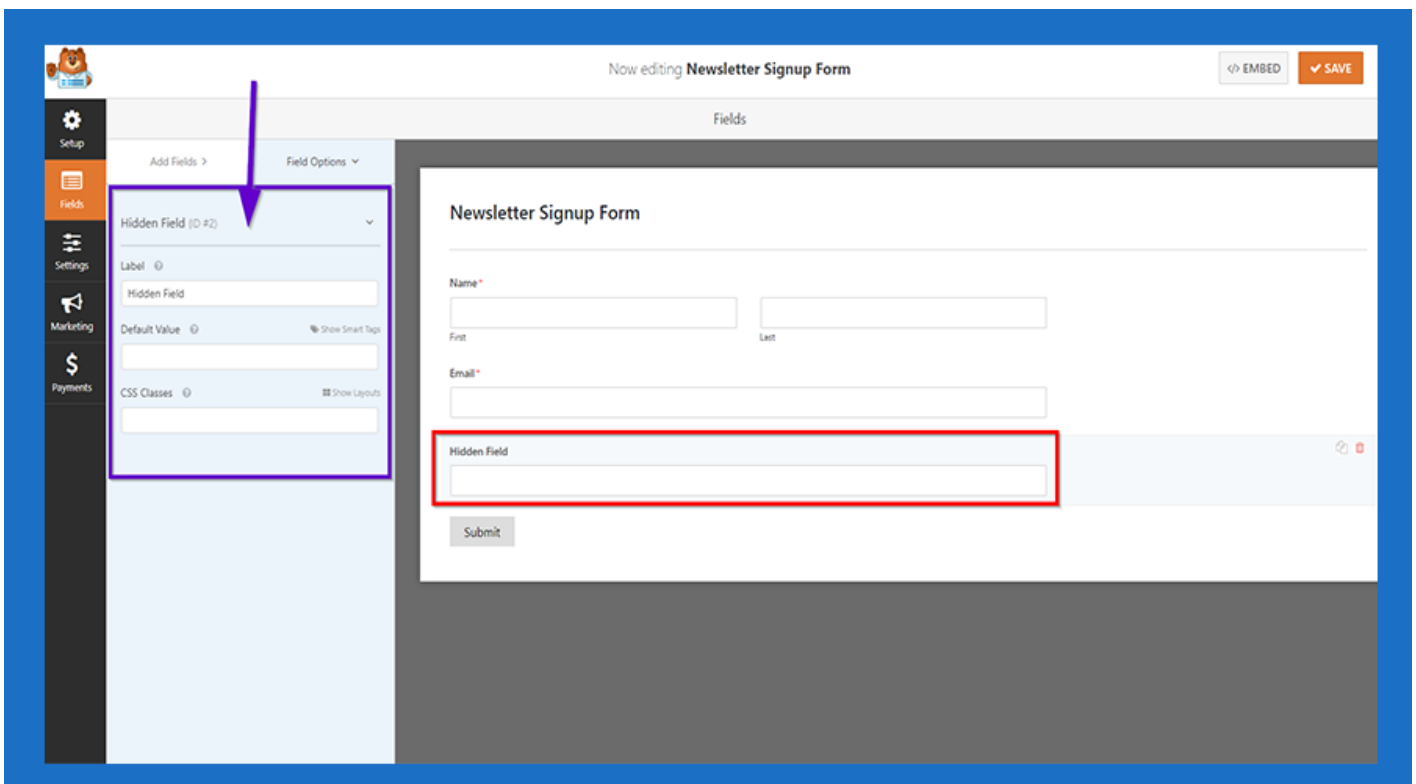 Now editing Newsletter Signup Form
</> EMBED
SAVE
Setup
Fields
Settings
Marketing
Payments
Fields
Add Fields >
Field Options
Hidden Field (ID #2)
Label
Hidden Field
Default Value
Show Smart Tags
CSS Classes
Show Layouts
Newsletter Signup Form
Name*
First
Last
Email*
Hidden Field
Submit